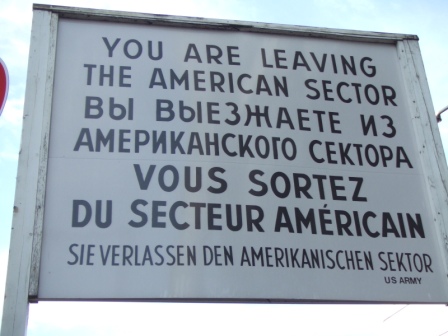 YOU ARE LEAVING
THE AMERICAN SECTOR
ВЫ ВЫЕЗЖАЕТЕ ИЗ
АМЕРИКАНСКОГО СЕКТОРА
VOUS SORTEZ
DU SECTEUR AMÉRICAIN
SIE VERLASSEN DEN AMERIKANISCHEN SEKTOR
US ARMY